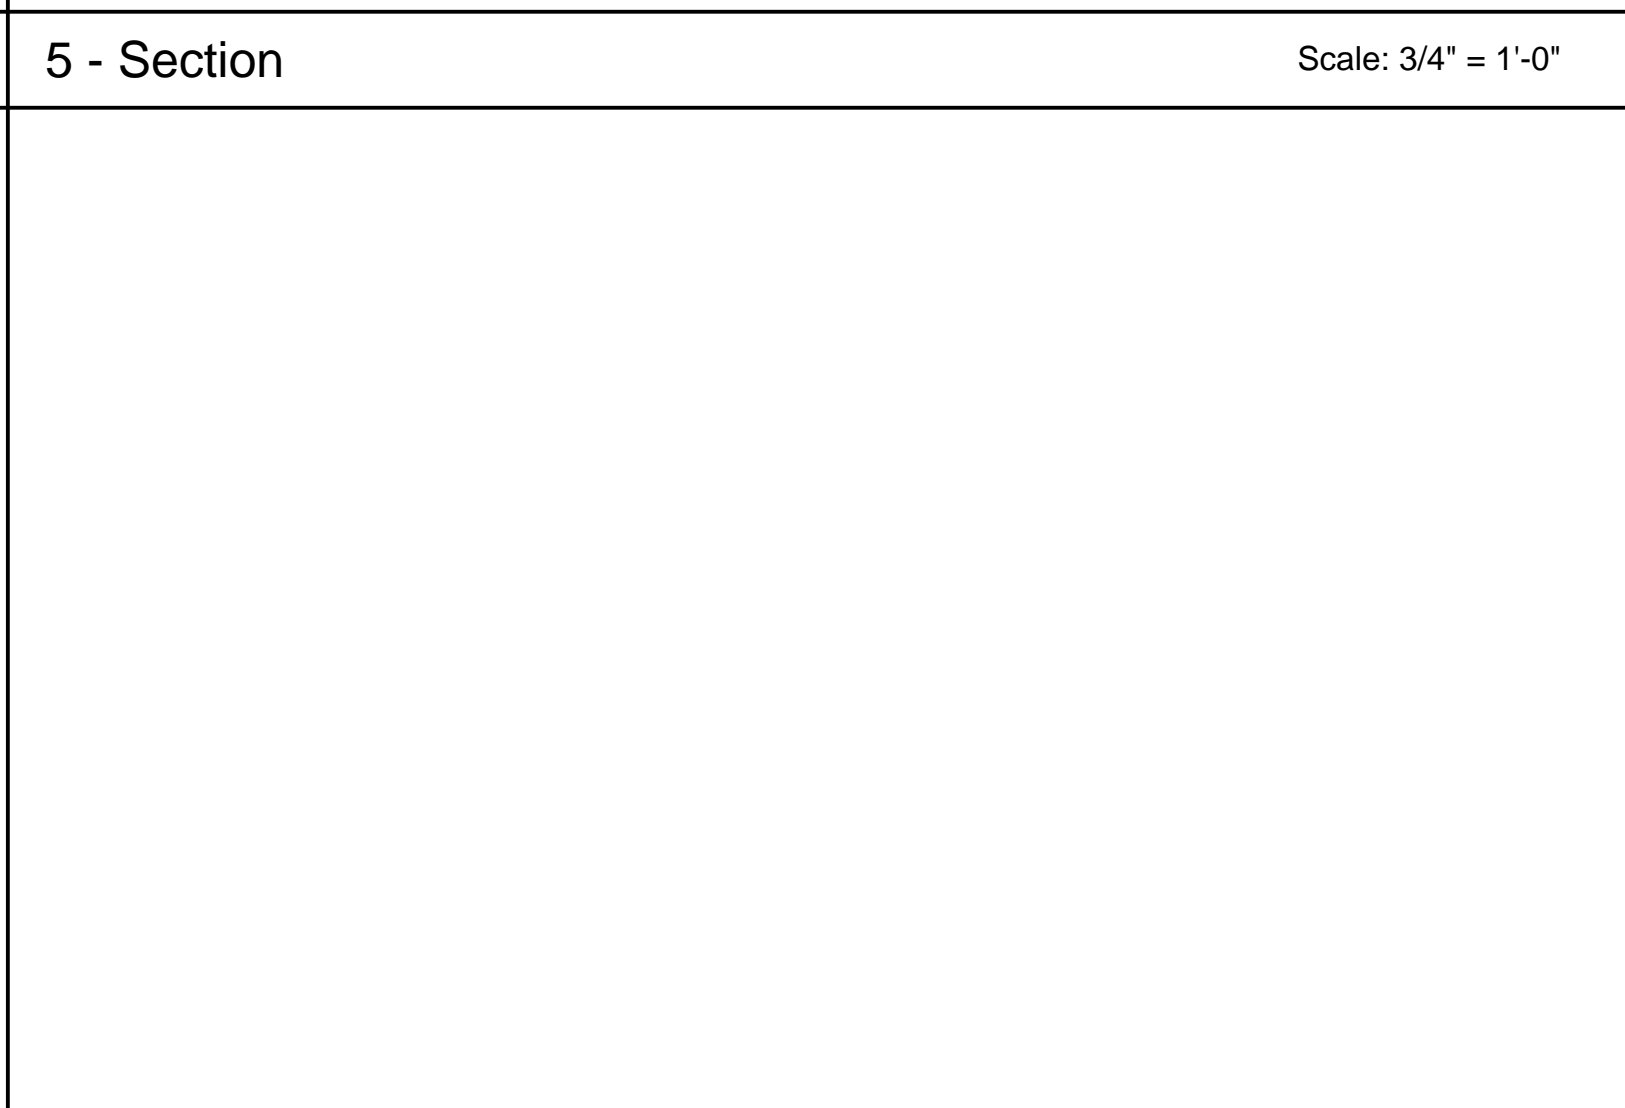 5 - Section
Scale: 3/4" = 1'-0"